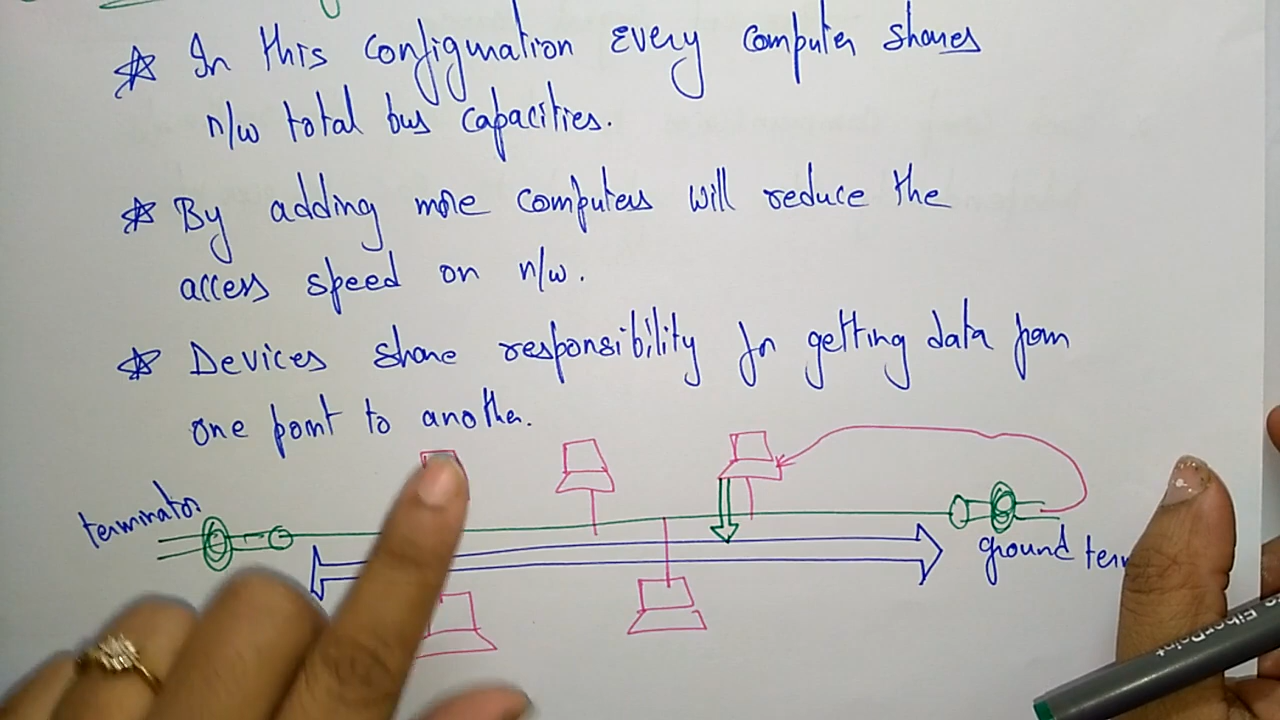 ☆ In this configuration every computer shares
n/w total bus capacities.
☆ By adding more computers will reduce the
access speed on n/w.
☆ Devices share responsibility for getting data from
one point to another.
terminator
ground
FiberPoint